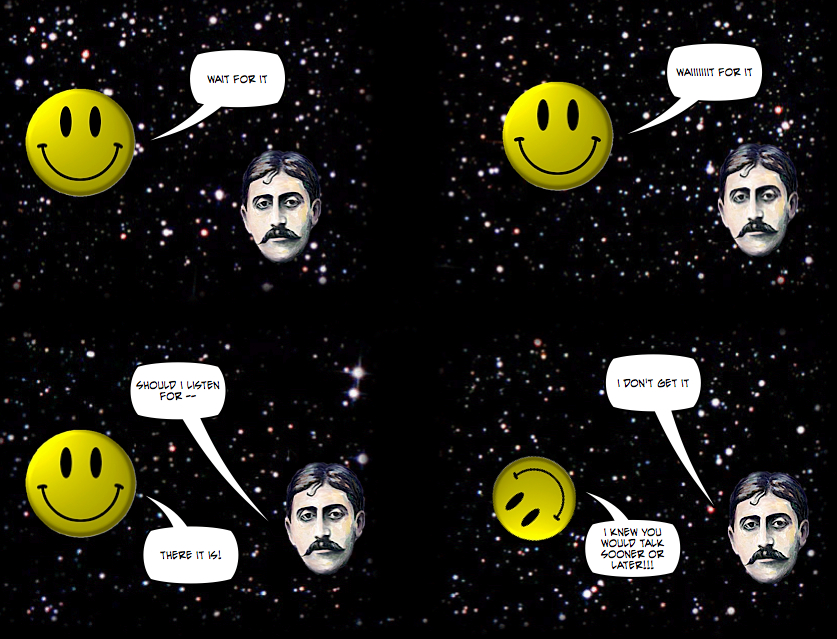 WAIT FOR IT
WAIIIIIIIT FOR IT
SHOULD I LISTEN
FOR --
THERE IT IS!
I DON'T GET IT
I KNEW YOU
WOULD TALK
SOONER OR
LATER!!!